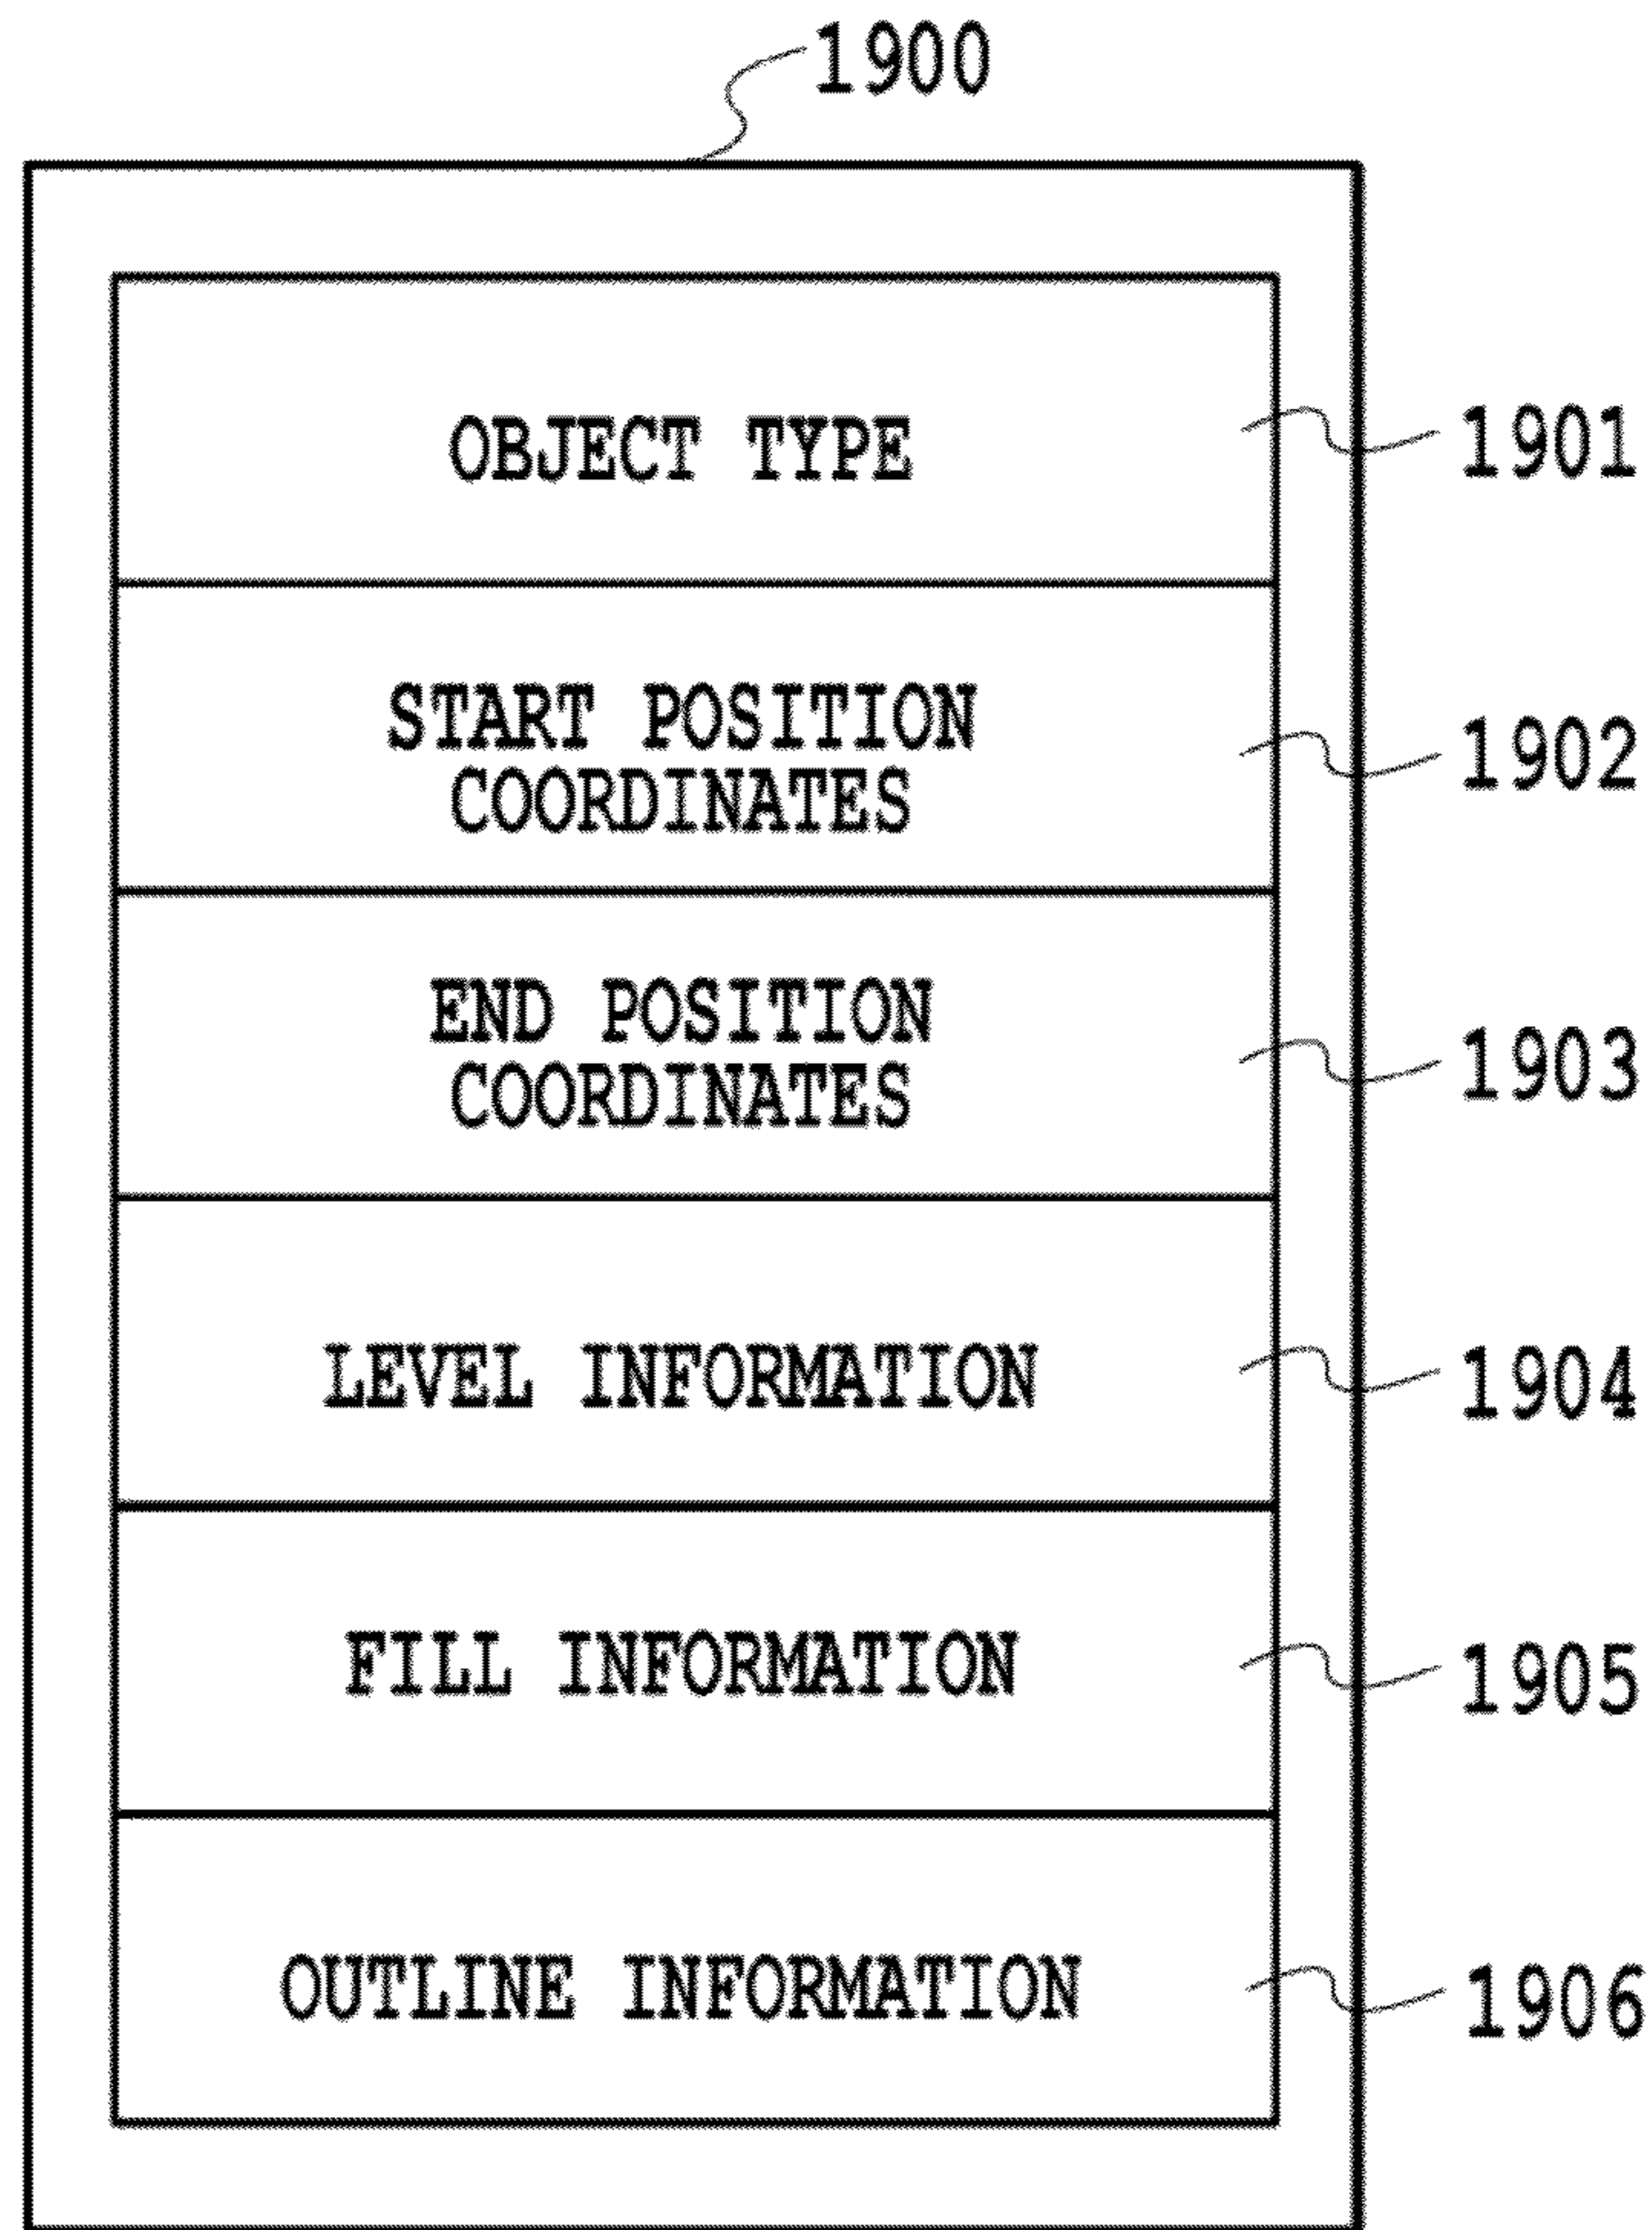 1900
OBJECT TYPE
1901
START POSITION
COORDINATES
1902
END POSITION
COORDINATES
1903
LEVEL INFORMATION
1904
FILL INFORMATION
1905
OUTLINE INFORMATION
1906